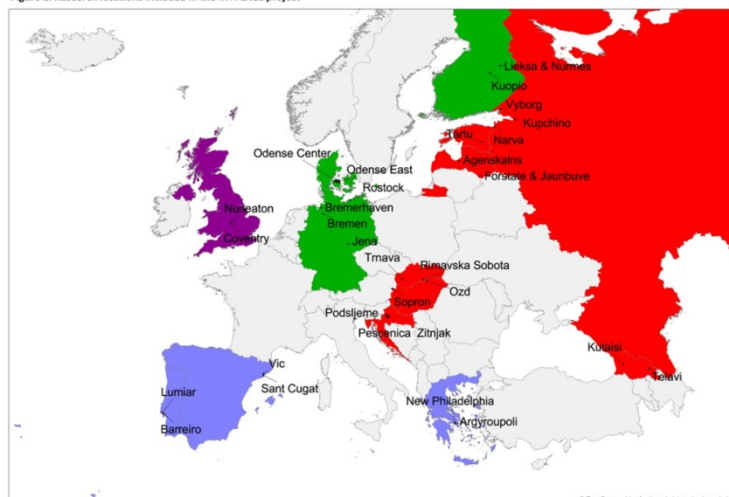 Lieksa & Nurmes
Kuopio
Vyborg
Kupchino
Tartu
Narva
Agenskalns
Forstate & Jaunbuve
Odense Center
Odense East
Rostock
Bremerhaven
Bremen
Jena
Nuneaton
Coventry
Trnava
Rimavska Sobota
Ozd
Sopron
Podsljeme
Pescenica Zitnjak
Kutaisi
Telavi
Vic
Sant Cugat
Lumiar
Barreiro
New Philadelphia
Argyroupoli